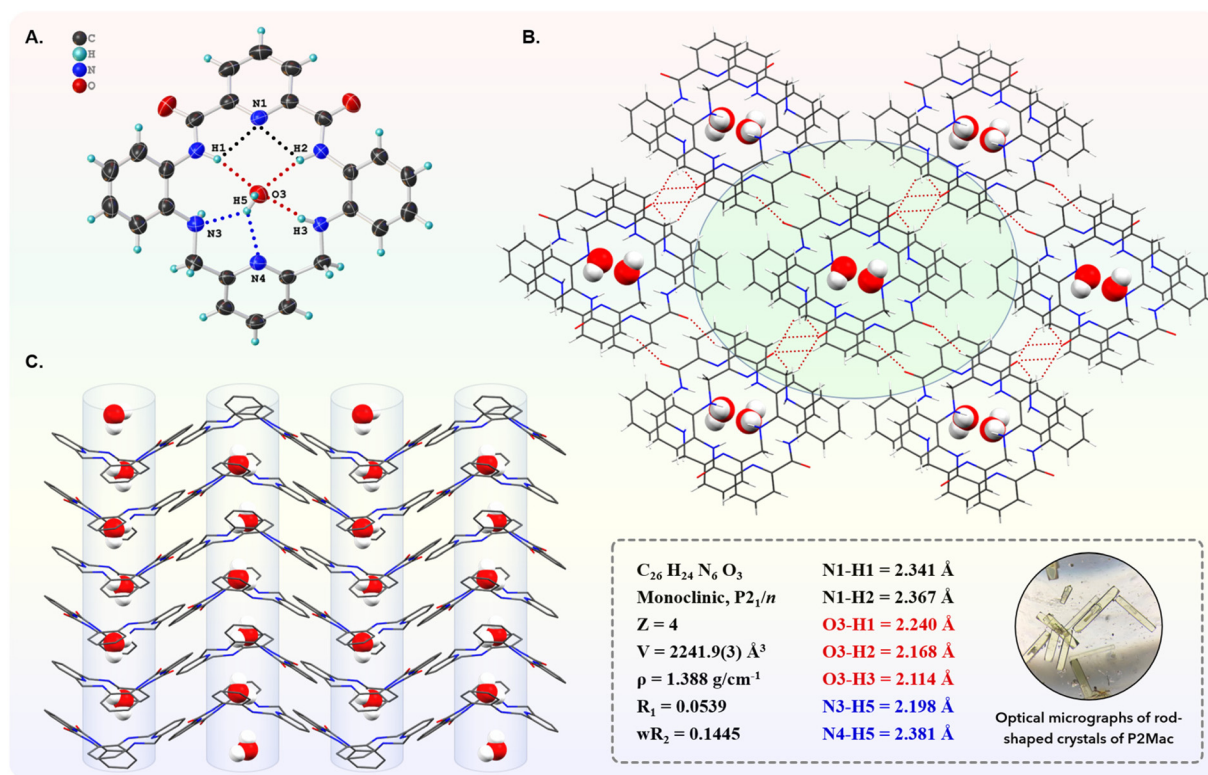 A.
C
H
N
O
N1
H1
H2
O3
H5
N3
H3
N4
B.
C.
C₂₆ H₂₄ N₆ O₃
Monoclinic, P2₁/n
Z = 4
V = 2241.9(3) Å³
ρ = 1.388 g/cm⁻¹
R₁ = 0.0539
wR₂ = 0.1445
N1-H1 = 2.341 Å
N1-H2 = 2.367 Å
O3-H1 = 2.240 Å
O3-H2 = 2.168 Å
O3-H3 = 2.114 Å
N3-H5 = 2.198 Å
N4-H5 = 2.381 Å
Optical micrographs of rod-
shaped crystals of P2Mac